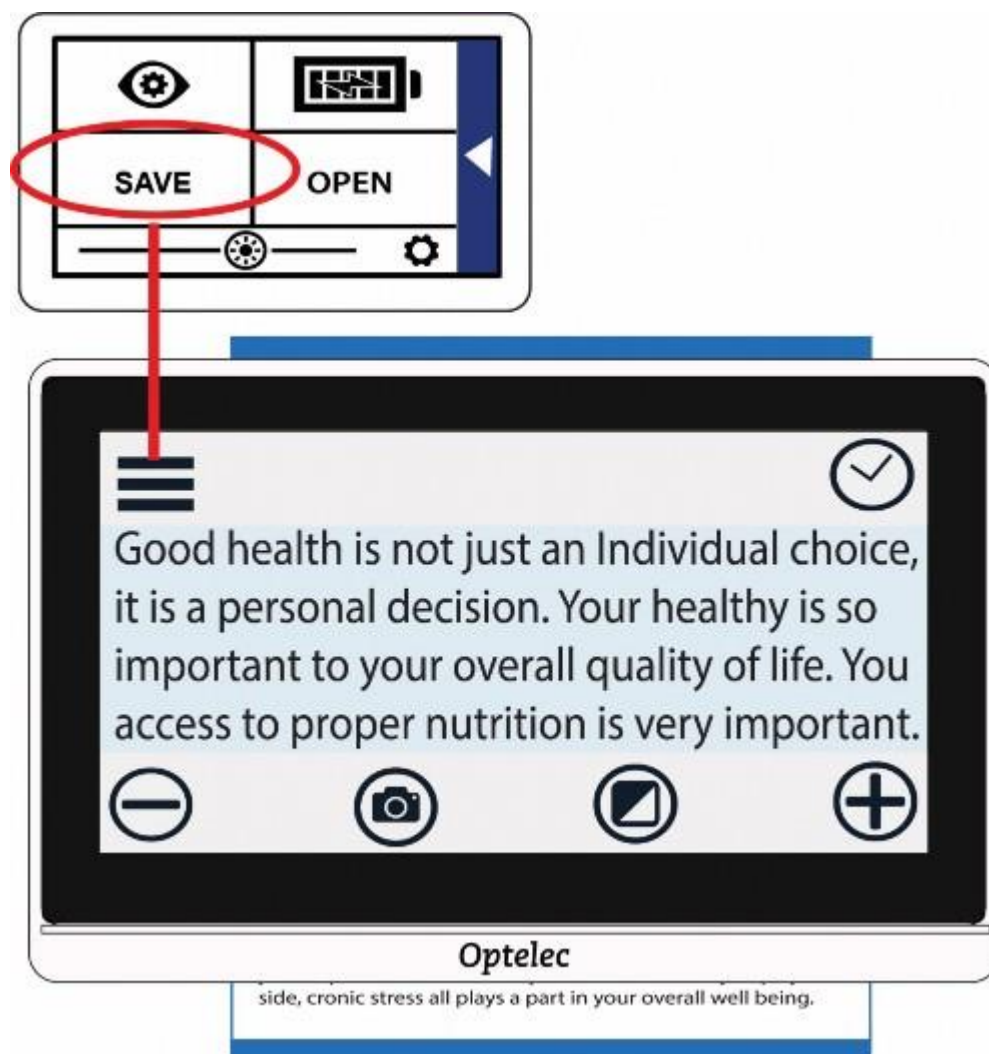 SAVE
OPEN
Good health is not just an Individual choice,
it is a personal decision. Your healthy is so
important to your overall quality of life. You
access to proper nutrition is very important.
Optelec
side, cronic stress all plays a part in your overall well being.